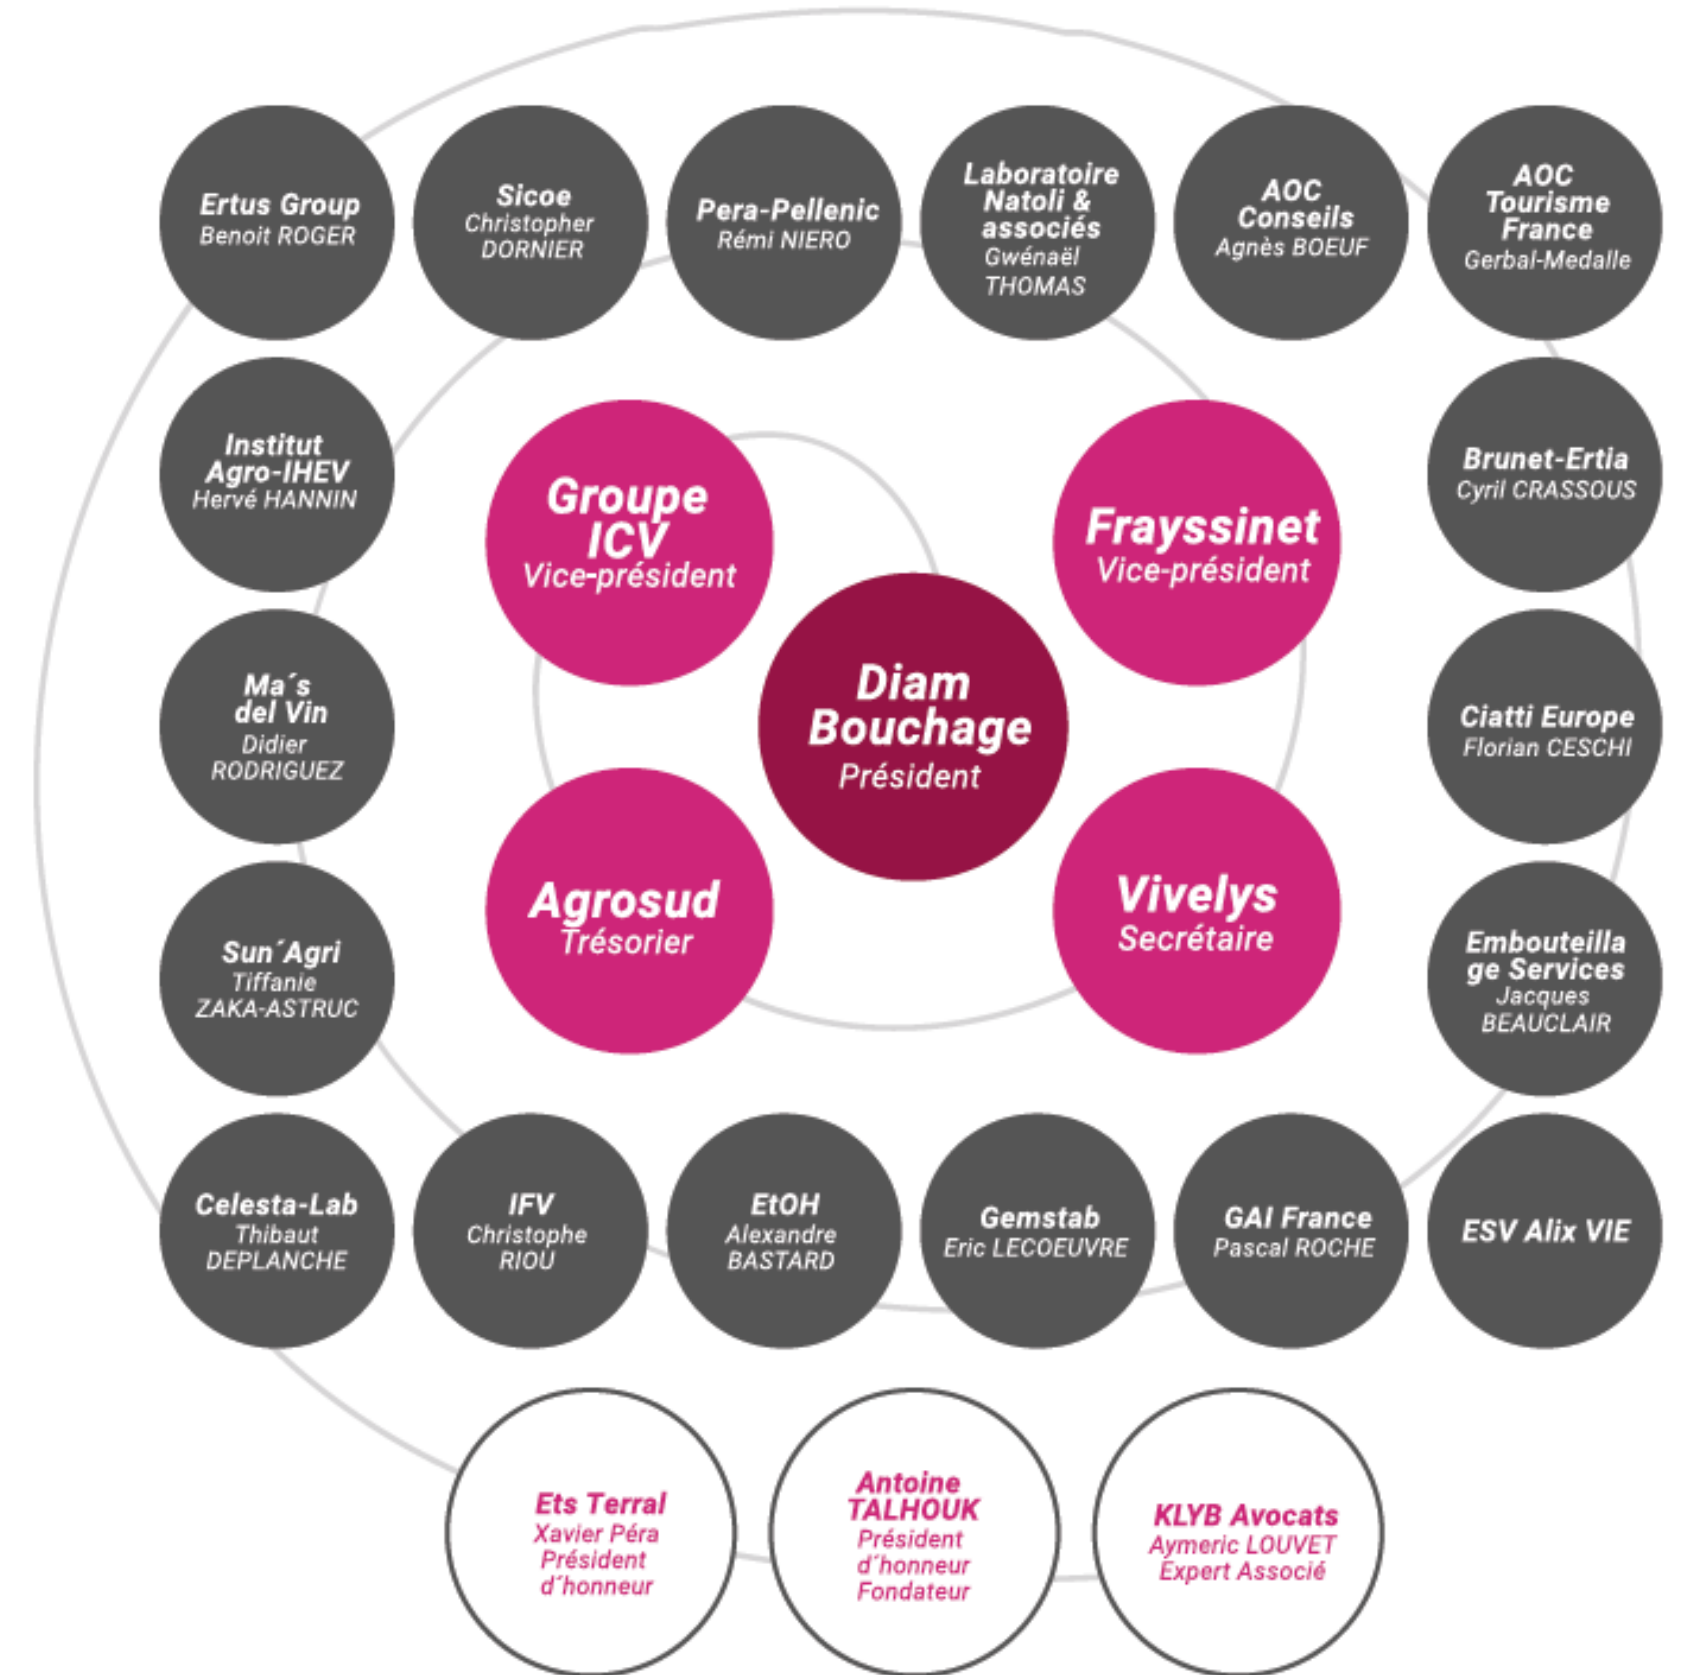 Ertus Group
Benoit ROGER
Sicoe
Christopher
DORNIER
Pera-Pellenic
Rémi NIERO
Laboratoire
Natoli &
associés
Gwénaël
THOMAS
AOC
Conseils
Agnès BOEUF
AOC
Tourisme
France
Gerbal-Medalle
Institut
Agro-IHEV
Hervé HANNIN
Groupe
ICV
Vice-président
Frayssinet
Vice-président
Brunet-Ertia
Cyril CRASSOUS
Ma´s
del Vin
Didier
RODRIGUEZ
Diam
Bouchage
Président
Ciatti Europe
Florian CESCHI
Sun´Agri
Tiffanie
ZAKA-ASTRUC
Agrosud
Trésorier
Vivelys
Secrétaire
Embouteilla
ge Services
Jacques
BEAUCLAIR
Celesta-Lab
Thibaut
DEPLANCHE
IFV
Christophe
RIOU
EtOH
Alexandre
BASTARD
Gemstab
Eric LECOEUVRE
GAI France
Pascal ROCHE
ESV Alix VIE
Ets Terral
Xavier Péra
Président
d´honneur
Antoine
TALHOUK
Président
d´honneur
Fondateur
KLYB Avocats
Aymeric LOUVET
Expert Associé